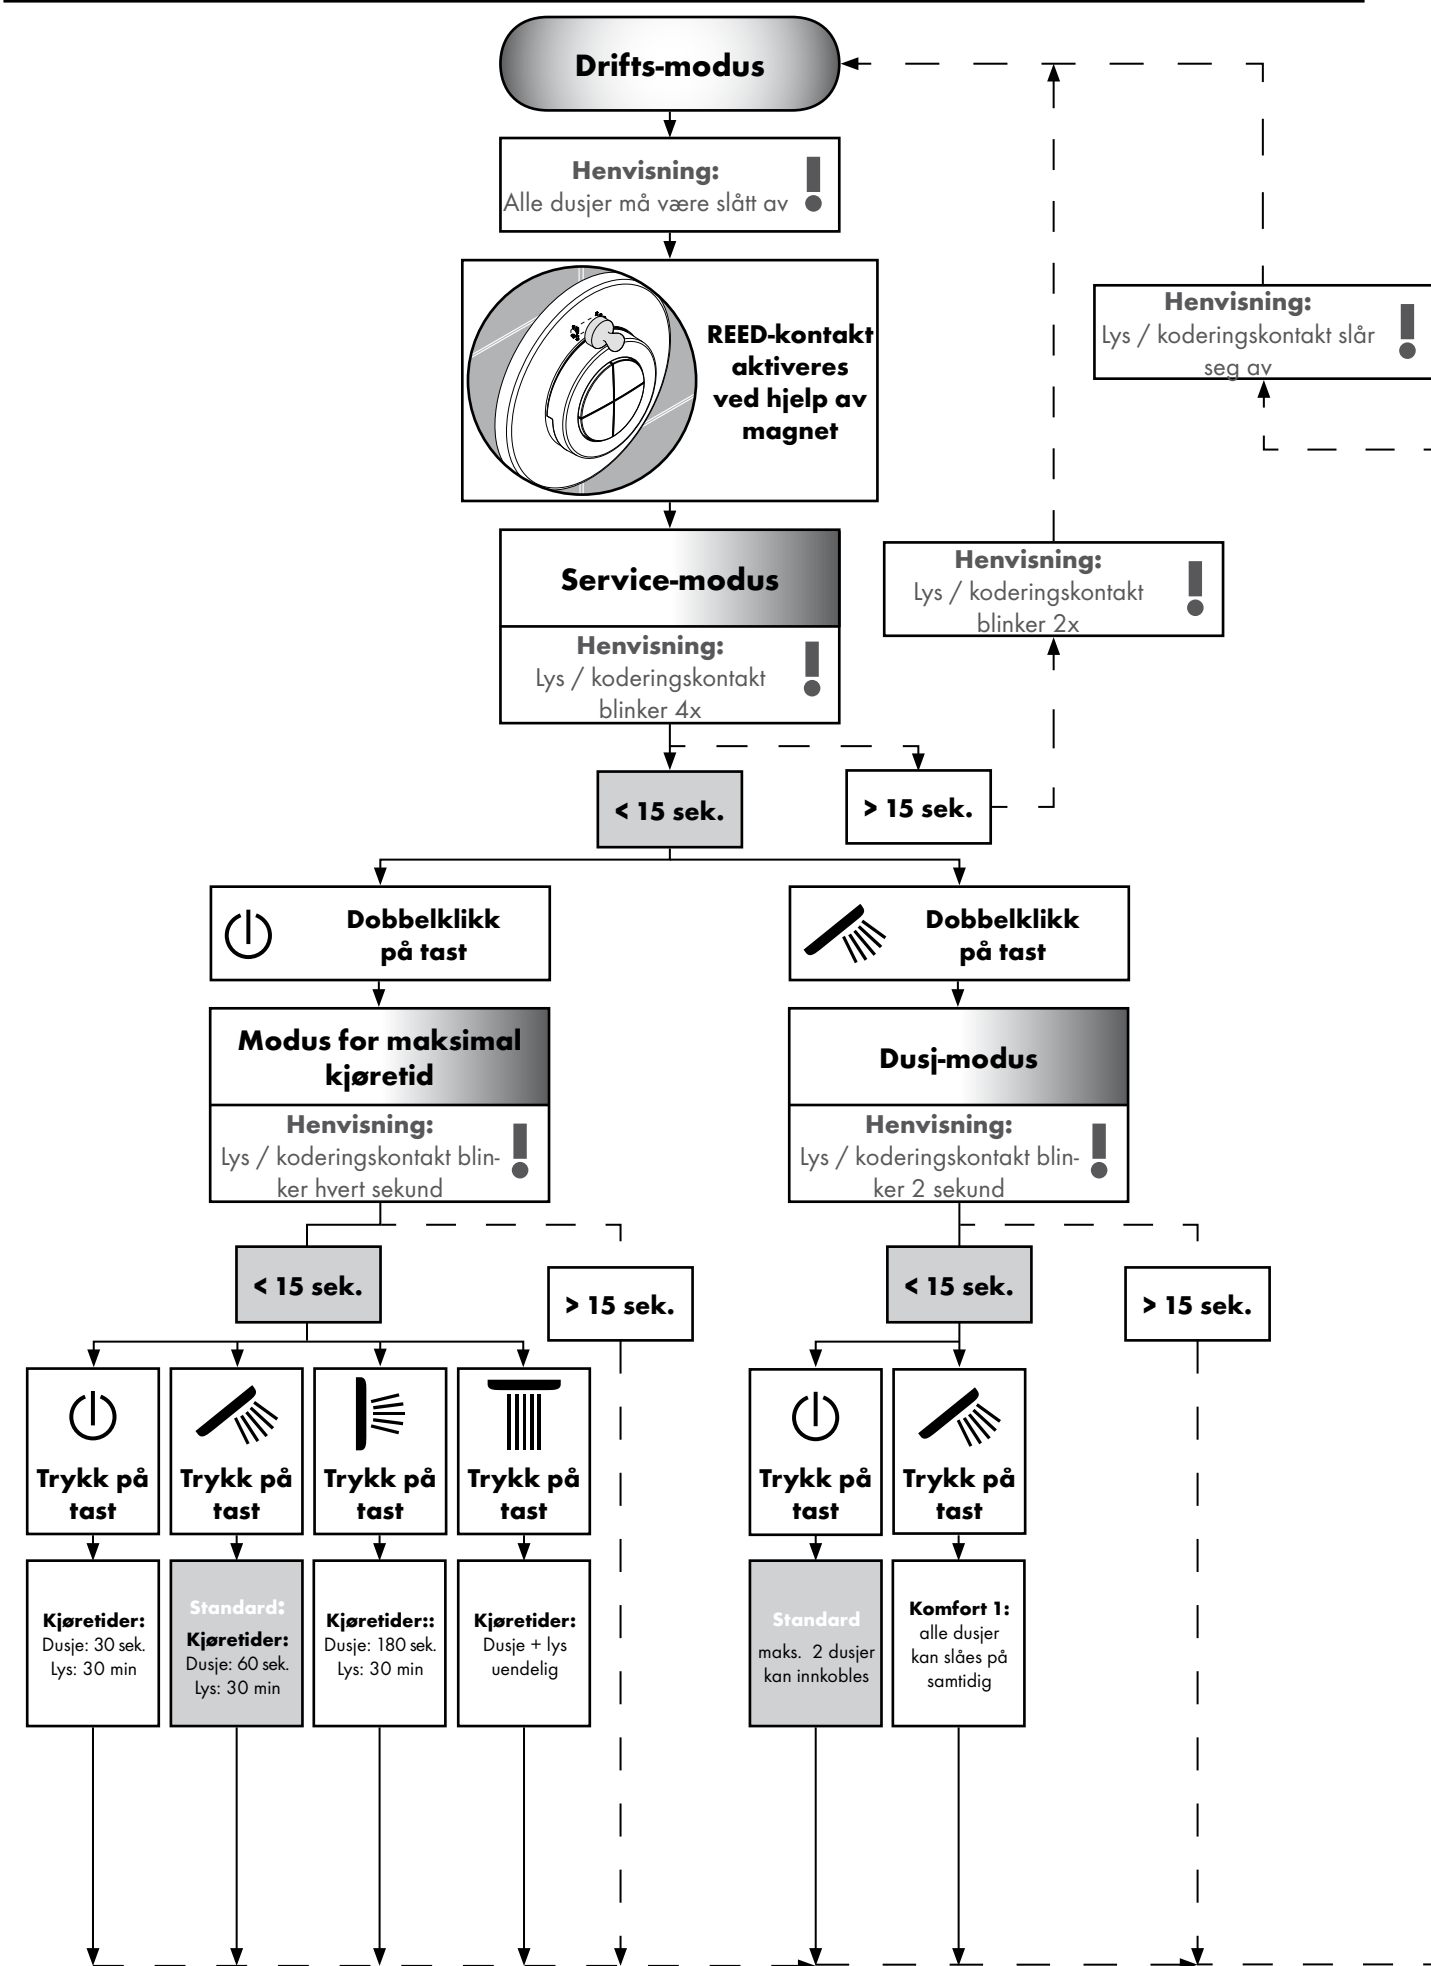 Drifts-modus
Henvisning:
Alle dusjer må være slått av
REED-kontakt
aktiveres
ved hjelp av
magnet
Henvisning:
Lys / koderingskontakt slår
seg av
Service-modus
Henvisning:
Lys / koderingskontakt
blinker 4x
Henvisning:
Lys / koderingskontakt
blinker 2x
< 15 sek.
> 15 sek.
Dobbelklikk
på tast
Dobbelklikk
på tast
Modus for maksimal
kjøretid
Henvisning:
Lys / koderingskontakt blin-
ker hvert sekund
Dusj-modus
Henvisning:
Lys / koderingskontakt blin-
ker 2 sekund
< 15 sek.
> 15 sek.
< 15 sek.
> 15 sek.
Trykk på
tast
Trykk på
tast
Trykk på
tast
Trykk på
tast
Trykk på
tast
Trykk på
tast
Kjøretider:
Dusje: 30 sek.
Lys: 30 min
Standard:
Kjøretider:
Dusje: 60 sek.
Lys: 30 min
Kjøretider::
Dusje: 180 sek.
Lys: 30 min
Kjøretider:
Dusje + lys
uendelig
Standard
maks. 2 dusjer
kan innkobles
Komfort 1:
alle dusjer
kan slåes på
samtidig